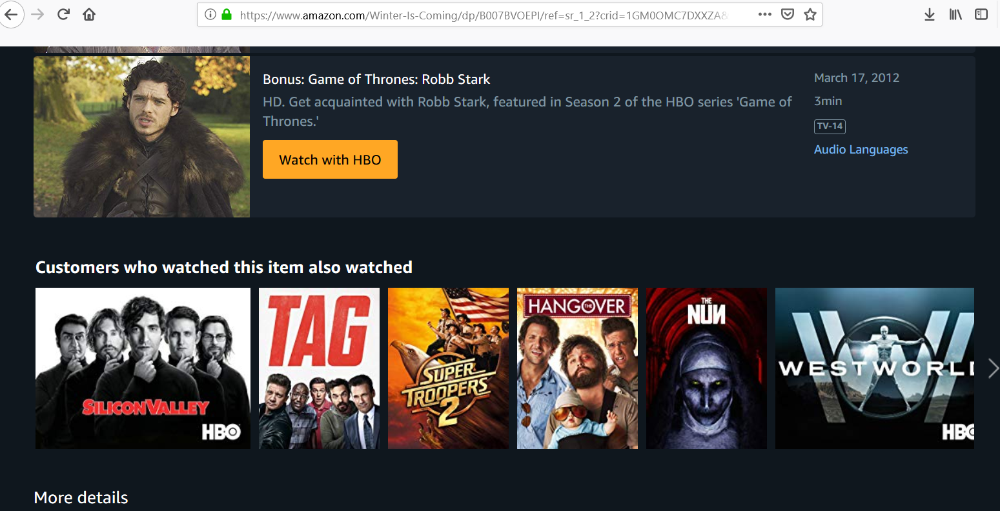 https://www.amazon.com/Winter-Is-Coming/dp/B007BVOEPI/ref=sr_1_2?crid=1GM0OMC7DXXZA&
Bonus: Game of Thrones: Robb Stark
HD. Get acquainted with Robb Stark, featured in Season 2 of the HBO series 'Game of
Thrones.'
Watch with HBO
March 17, 2012
3min
TV-14
Audio Languages
Customers who watched this item also watched
SILICON VALLEY
HBO
TAG
SUPER
TROOPERS
2
THE
HANGOVER
THE
NUN
W
WESTWORL
HBO
More details